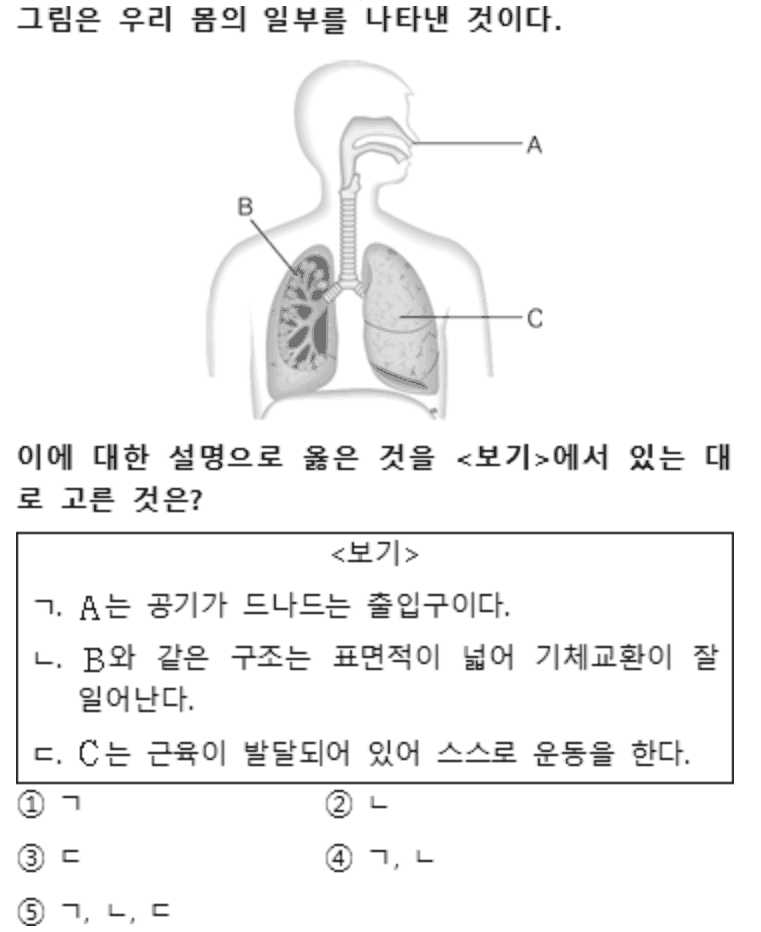 그림은 우리 몸의 일부를 나타낸 것이다.
A
B
C
이에 대한 설명으로 옳은 것을 <보기>에서 있는 대
로 고른 것은?
<보기>
ㄱ. A는 공기가 드나드는 출입구이다.
ㄴ. B와 같은 구조는 표면적이 넓어 기체교환이 잘
일어난다.
ㄷ. C는 근육이 발달되어 있어 스스로 운동을 한다.
① ㄱ ② ㄴ
③ ㄷ ④ ㄱ, ㄴ
⑤ ㄱ, ㄴ, ㄷ